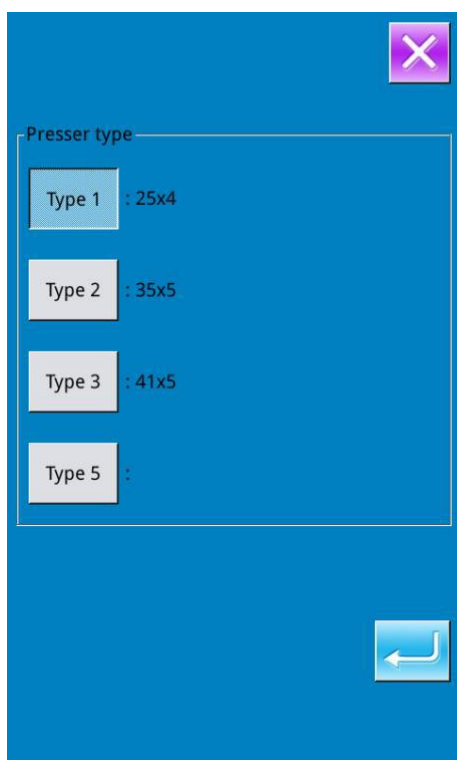 Presser type
Type 1 : 25x4
Type 2 : 35x5
Type 3 : 41x5
Type 5 :